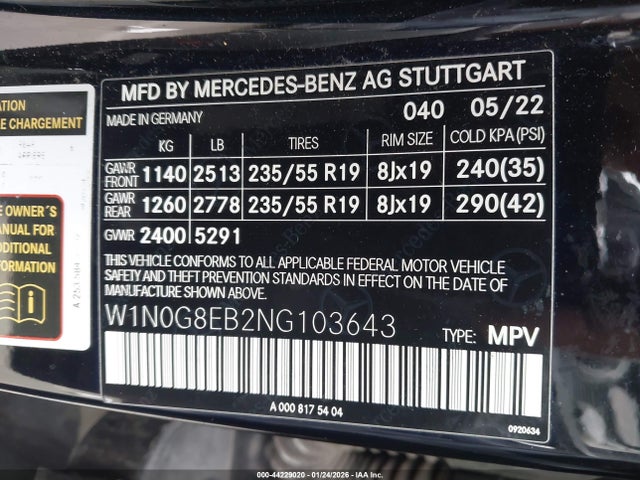 MFD BY MERCEDES-BENZ AG STUTTGART
MADE IN GERMANY 040 05/22
KG LB TIRES RIM SIZE COLD KPA(PSI)
GAWR FRONT 1140 2513 235/55 R19 8Jx19 240(35)
GAWR REAR 1260 2778 235/55 R19 8Jx19 290(42)
GVWR 2400 5291
THIS VEHICLE CONFORMS TO ALL APPLICABLE FEDERAL MOTOR VEHICLE
SAFETY AND THEFT PREVENTION STANDARDS IN EFFECT ON THE DATE OF
MANUFACTURE SHOWN ABOVE.
W1N0G8EB2NG103643 TYPE: MPV
A 000 817 54 04
0920634
CHARGEMENT
OWNER´S
MANUAL FOR
000-44229020 - 01/24/2026 - IAA, Inc.